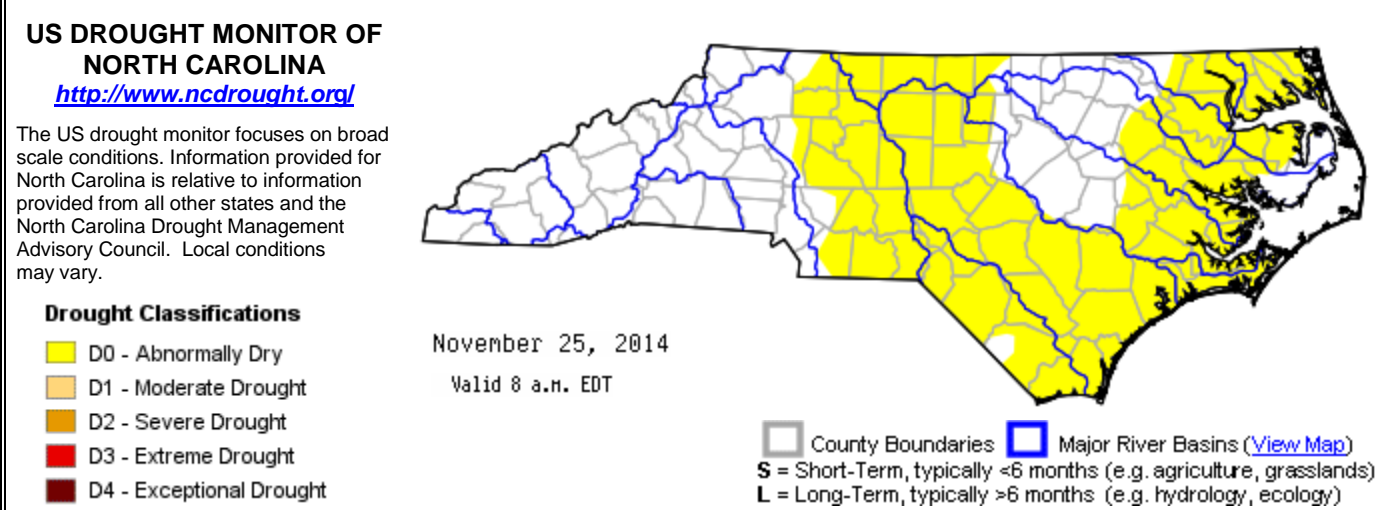 US DROUGHT MONITOR OF
NORTH CAROLINA
http://www.ncdrought.org/
The US drought monitor focuses on broad
scale conditions. Information provided for
North Carolina is relative to information
provided from all other states and the
North Carolina Drought Management
Advisory Council. Local conditions
may vary.
Drought Classifications
D0 - Abnormally Dry
D1 - Moderate Drought
D2 - Severe Drought
D3 - Extreme Drought
D4 - Exceptional Drought
November 25, 2014
Valid 8 a.m. EDT
County Boundaries Major River Basins (View Map)
S = Short-Term, typically <6 months (e.g. agriculture, grasslands)
L = Long-Term, typically >6 months (e.g. hydrology, ecology)